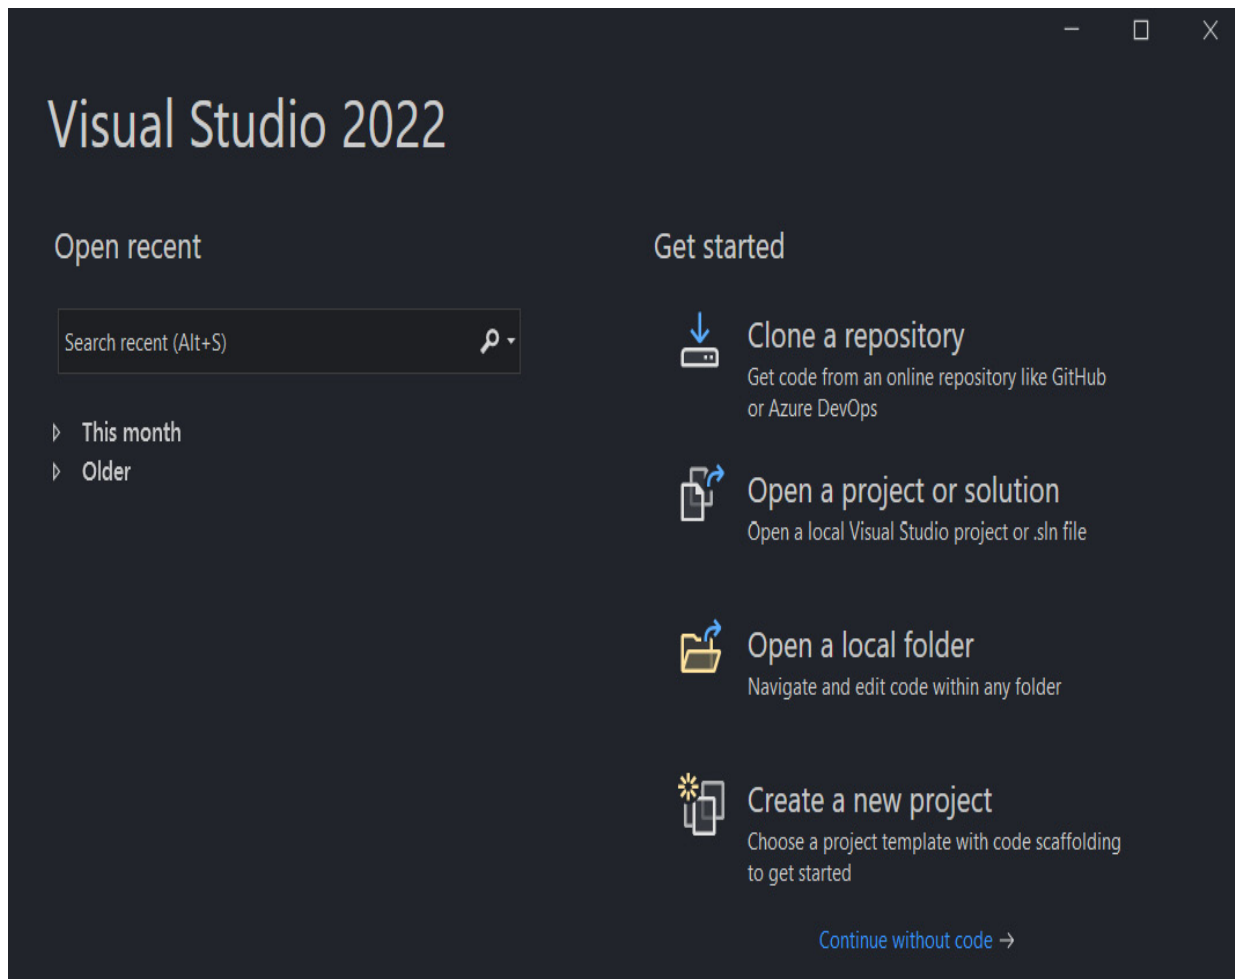 Visual Studio 2022
Open recent
Search recent (Alt+S)
This month
Older
Get started
Clone a repository
Get code from an online repository like GitHub
or Azure DevOps
Open a project or solution
Open a local Visual Studio project or .sln file
Open a local folder
Navigate and edit code within any folder
Create a new project
Choose a project template with code scaffolding
to get started
Continue without code →